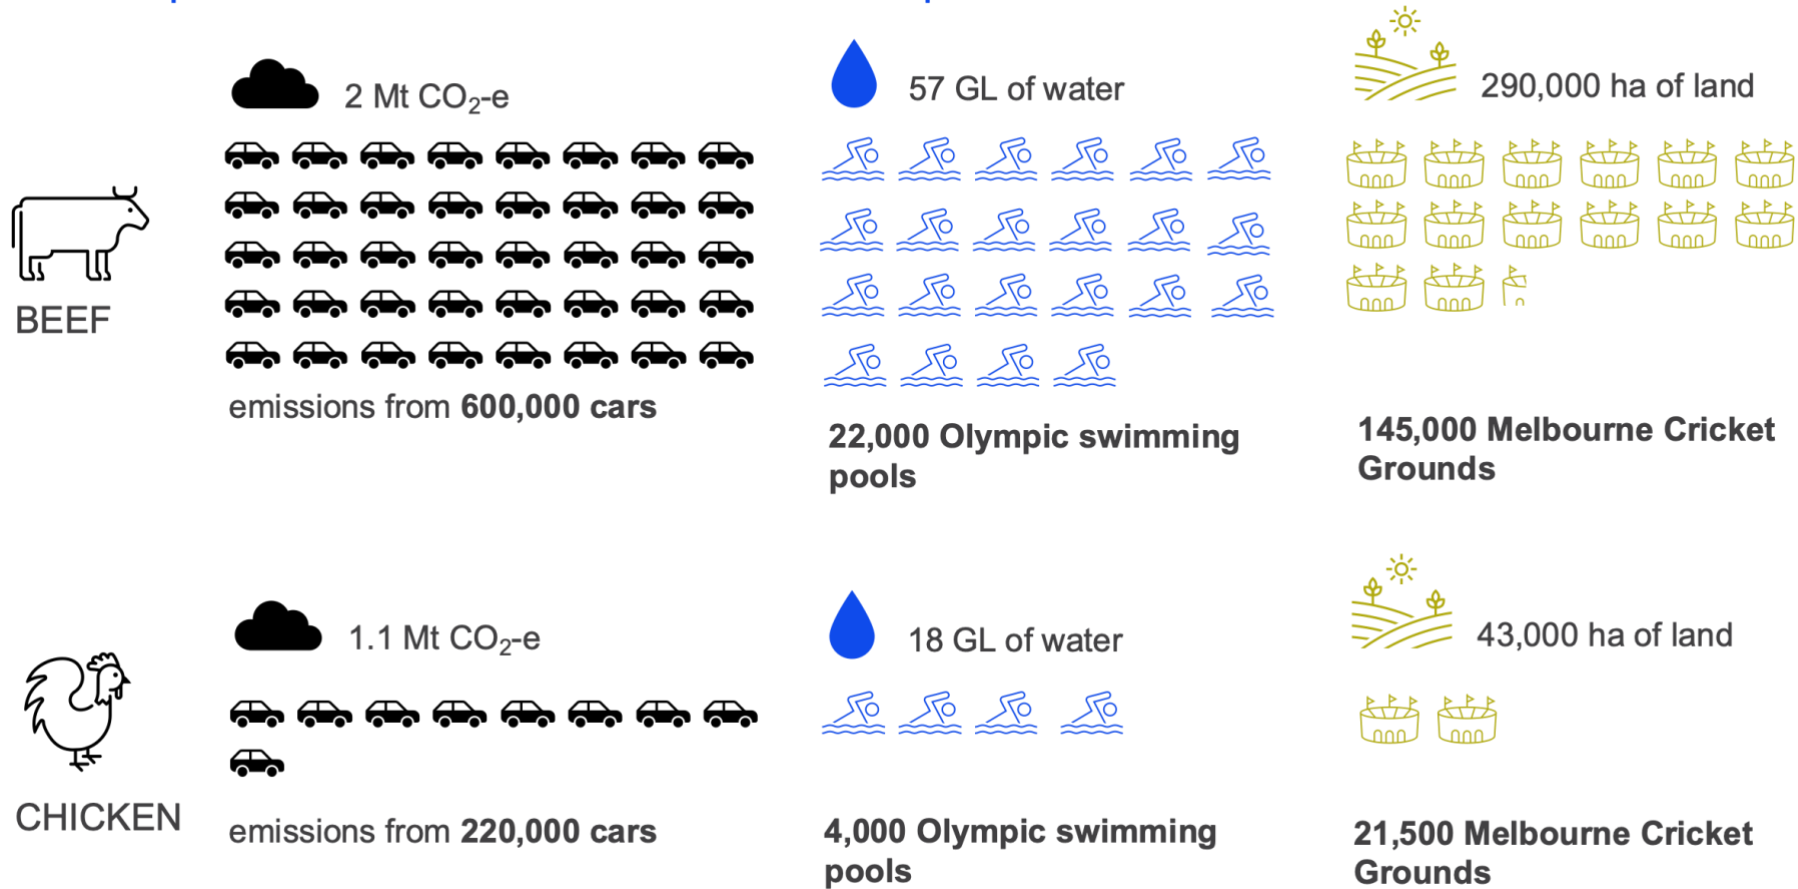 2 Mt CO₂-e
57 GL of water
290,000 ha of land
BEEF
emissions from 600,000 cars
22,000 Olympic swimming
pools
145,000 Melbourne Cricket
Grounds
1.1 Mt CO₂-e
18 GL of water
43,000 ha of land
CHICKEN
emissions from 220,000 cars
4,000 Olympic swimming
pools
21,500 Melbourne Cricket
Grounds